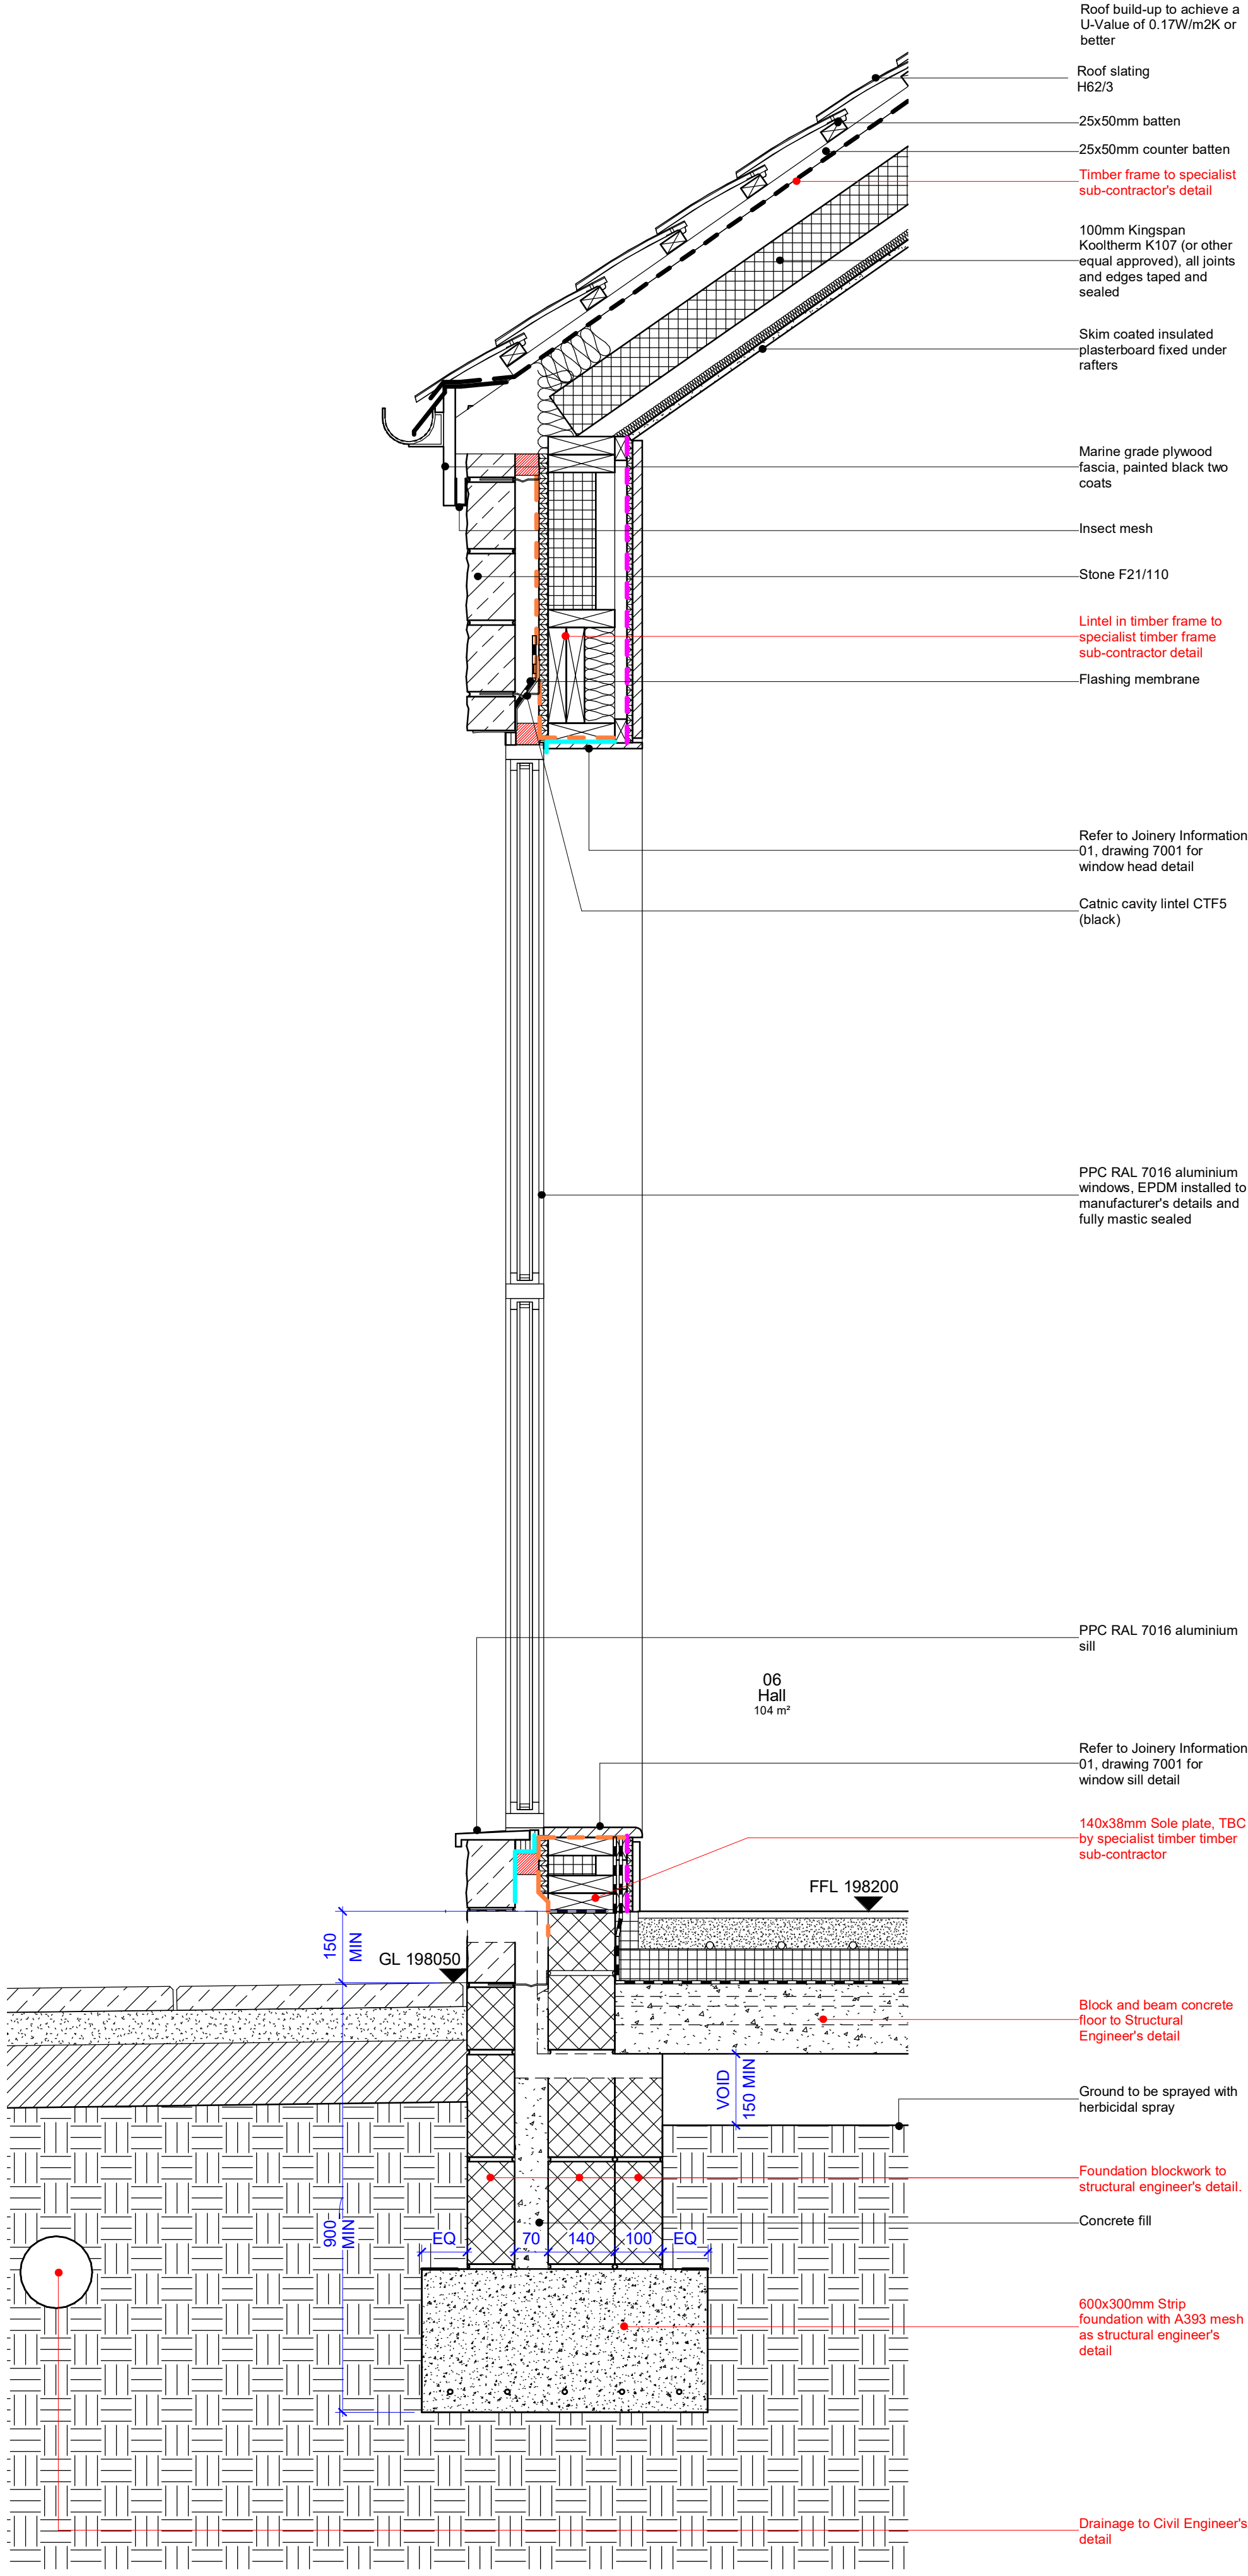 Roof build-up to achieve a
U-Value of 0.17W/m2K or
better
Roof slating
H62/3
25x50mm batten
25x50mm counter batten
Timber frame to specialist
sub-contractor's detail
100mm Kingspan
Kooltherm K107 (or other
equal approved), all joints
and edges taped and
sealed
Skim coated insulated
plasterboard fixed under
rafters
Marine grade plywood
fascia, painted black two
coats
Insect mesh
Stone F21/110
Lintel in timber frame to
specialist timber frame
sub-contractor detail
Flashing membrane
Refer to Joinery Information
01, drawing 7001 for
window head detail
Catnic cavity lintel CTF5
(black)
PPC RAL 7016 aluminium
windows, EPDM installed to
manufacturer's details and
fully mastic sealed
PPC RAL 7016 aluminium
sill
06
Hall
104 m²
Refer to Joinery Information
01, drawing 7001 for
window sill detail
140x38mm Sole plate, TBC
by specialist timber timber
sub-contractor
FFL 198200
150
MIN
GL 198050
Block and beam concrete
floor to Structural
Engineer's detail
VOID
150 MIN
Ground to be sprayed with
herbicidal spray
Foundation blockwork to
structural engineer's detail.
Concrete fill
900
MIN
EQ
70
140
100
EQ
600x300mm Strip
foundation with A393 mesh
as structural engineer's
detail
Drainage to Civil Engineer's
detail